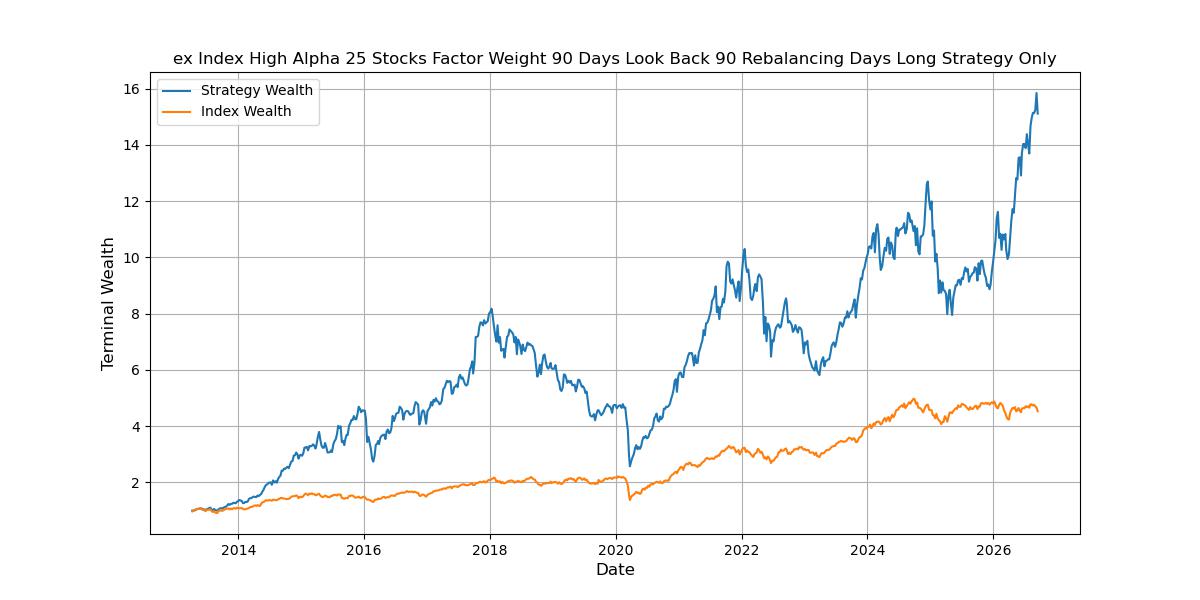 ex Index High Alpha 25 Stocks Factor Weight 90 Days Look Back 90 Rebalancing Days Long Strategy Only
Strategy Wealth
Index Wealth
Terminal Wealth
16
14
12
10
8
6
4
2
2014 2016 2018 2020 2022 2024 2026
Date